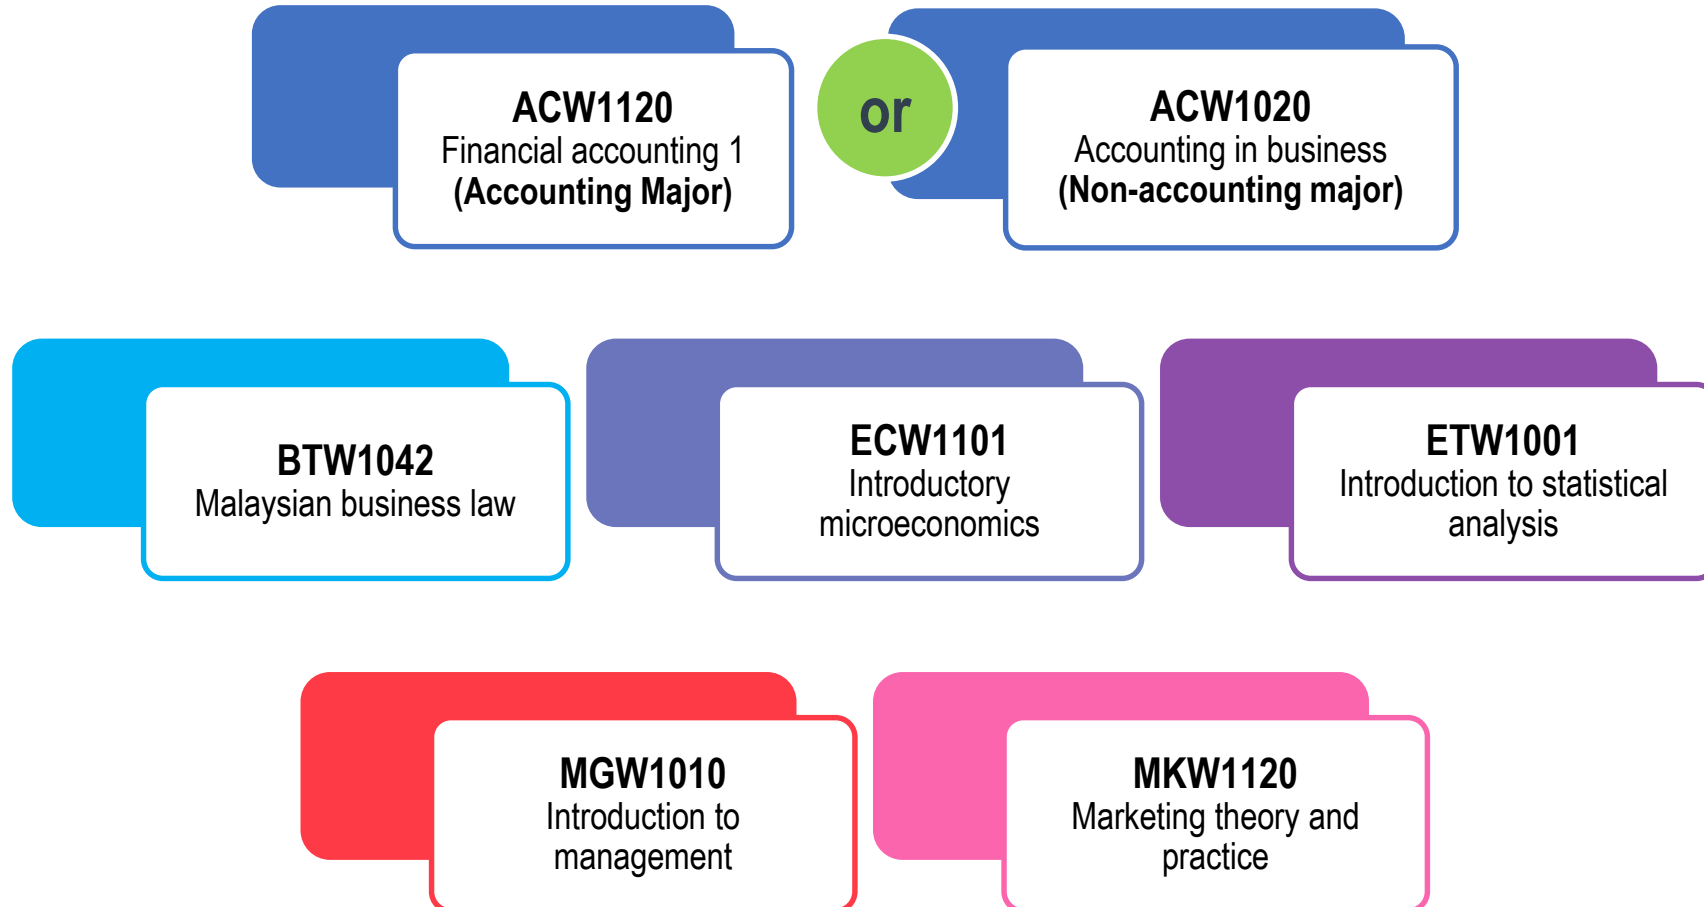 ACW1120
Financial accounting 1
(Accounting Major)
or
ACW1020
Accounting in business
(Non-accounting major)
BTW1042
Malaysian business law
ECW1101
Introductory
microeconomics
ETW1001
Introduction to statistical
analysis
MGW1010
Introduction to
management
MKW1120
Marketing theory and
practice